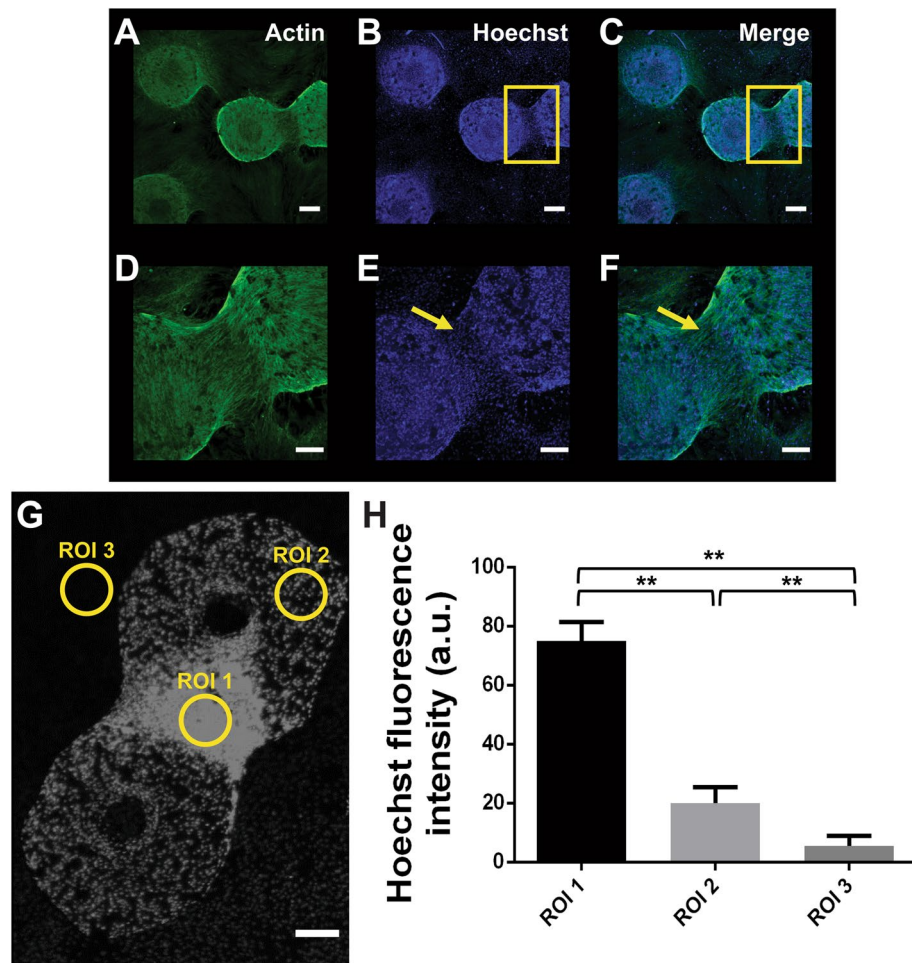 A Actin
B Hoechst
C Merge
D
E
F
G
ROI 3
ROI 2
ROI 1
H
Hoechst fluorescence
intensity (a.u.)
100
80
60
40
20
0
**
**
**
ROI 1
ROI 2
ROI 3